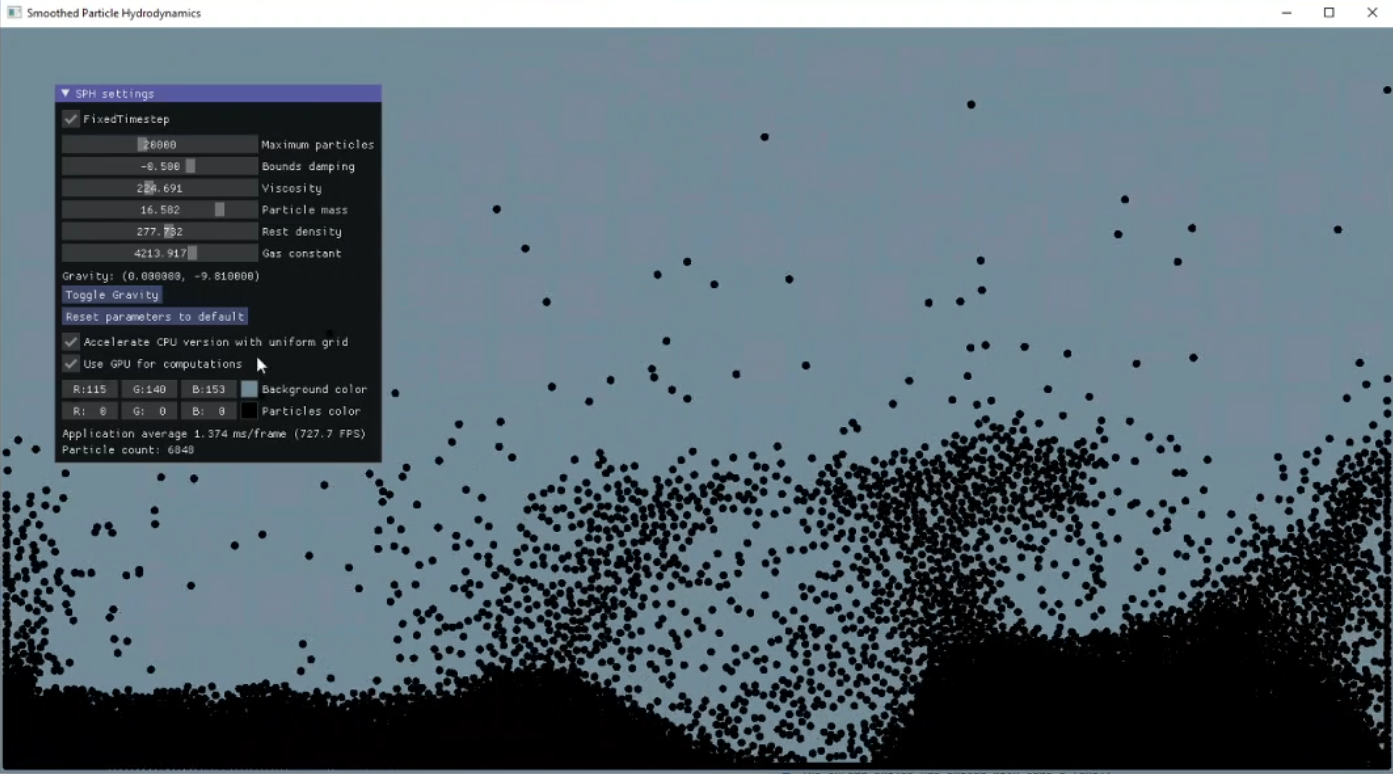 Smoothed Particle Hydrodynamics
SPH settings
FixedTimestep
20000 Maximum particles
-0.500 Bounds damping
224.691 Viscosity
16.502 Particle mass
277.732 Rest density
4213.917 Gas constant
Gravity: (0.000000, -9.810000)
Toggle Gravity
Reset parameters to default
Accelerate CPU version with uniform grid
Use GPU for computations
R:115 G:140 B:153 Background color
R: 0 G: 0 B: 0 Particles color
Application average 1.374 ms/frame (727.7 FPS)
Particle count: 6848